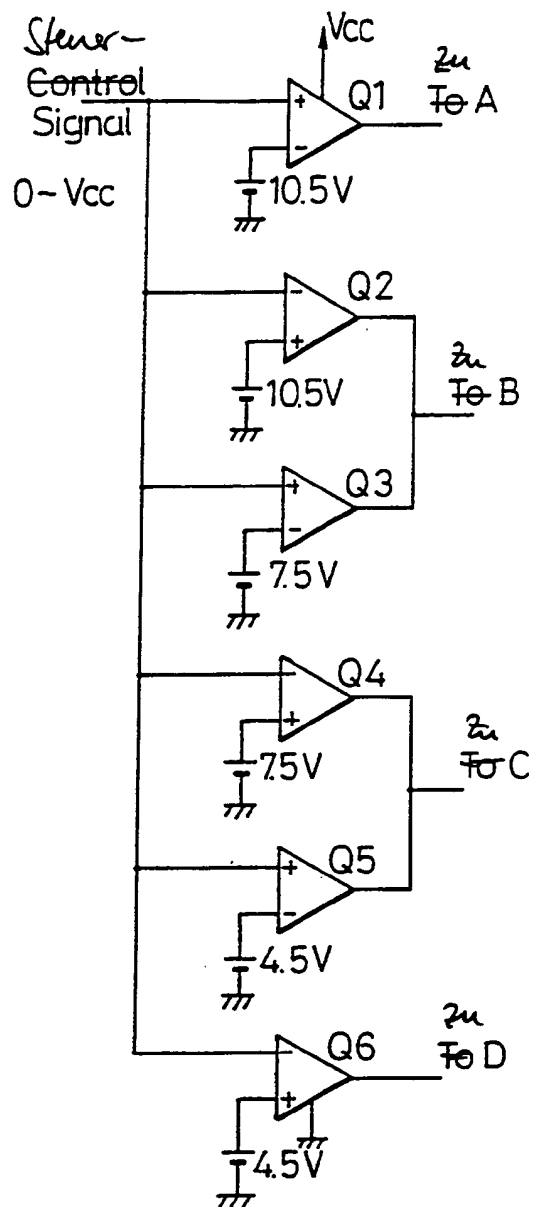 Steuer-
Control
Signal
0~Vcc
Vcc
Q1
zu
To A
+
-
10.5V
Q2
-
+
10.5V
zu
To B
Q3
+
-
7.5V
Q4
-
+
7.5V
zu
To C
Q5
+
-
4.5V
Q6
-
+
4.5V
zu
To D